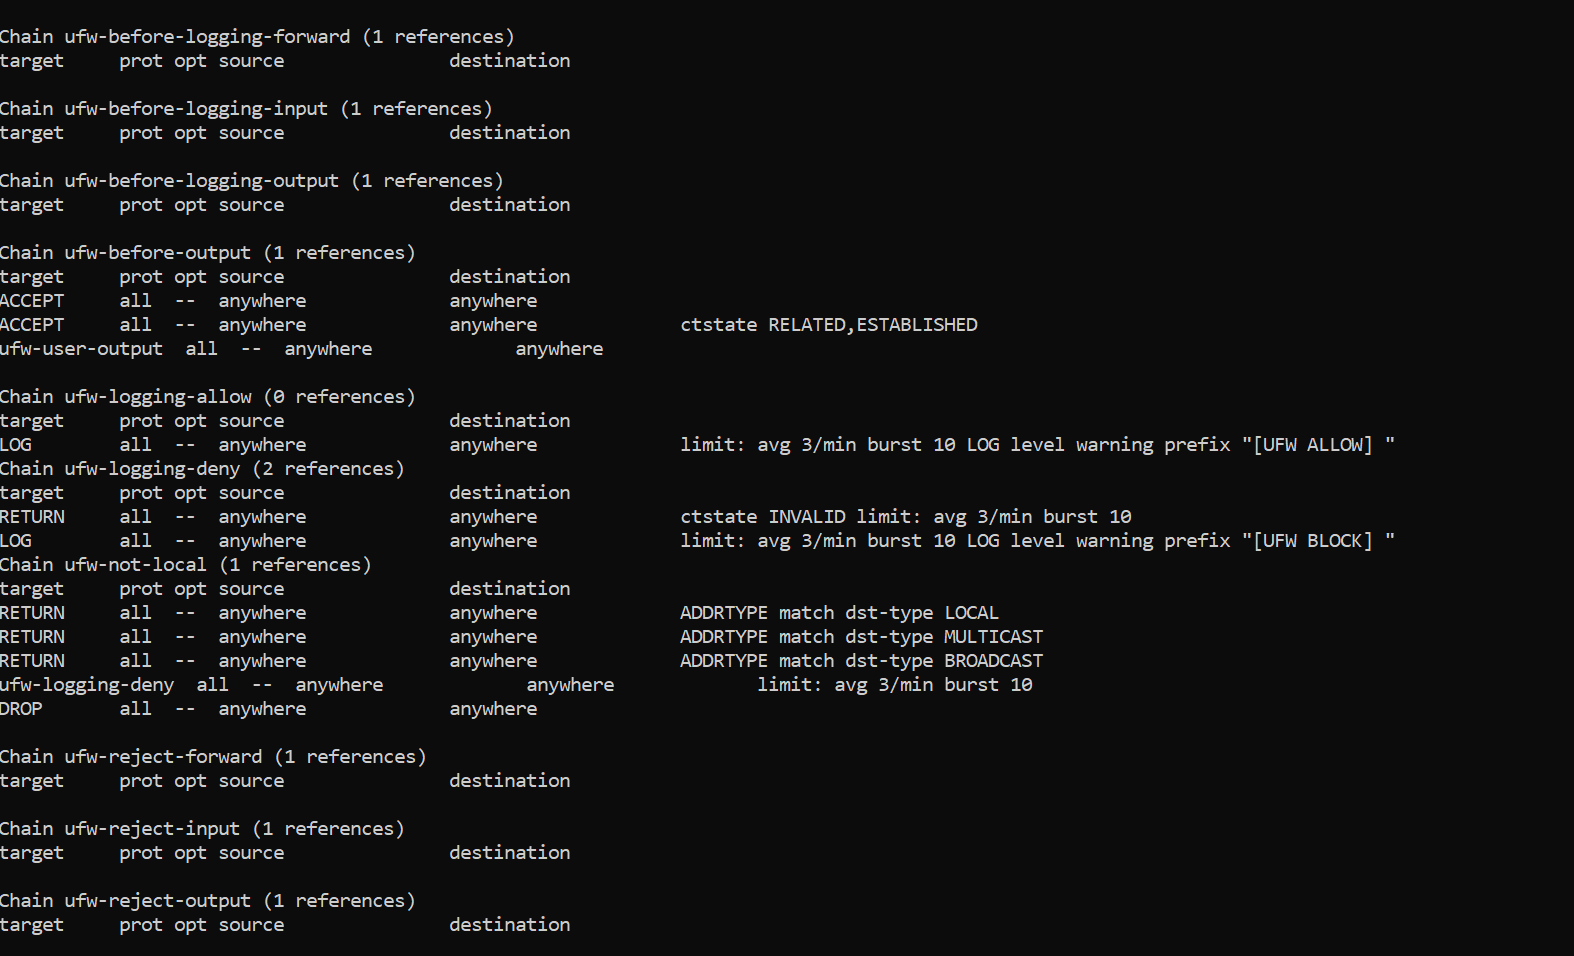 Chain ufw-before-logging-forward (1 references)
target     prot opt source               destination

Chain ufw-before-logging-input (1 references)
target     prot opt source               destination

Chain ufw-before-logging-output (1 references)
target     prot opt source               destination

Chain ufw-before-output (1 references)
target     prot opt source               destination
ACCEPT     all  --  anywhere             anywhere
ACCEPT     all  --  anywhere             anywhere             ctstate RELATED,ESTABLISHED
ufw-user-output  all  --  anywhere             anywhere

Chain ufw-logging-allow (0 references)
target     prot opt source               destination
LOG        all  --  anywhere             anywhere             limit: avg 3/min burst 10 LOG level warning prefix "[UFW ALLOW] "
Chain ufw-logging-deny (2 references)
target     prot opt source               destination
RETURN     all  --  anywhere             anywhere             ctstate INVALID limit: avg 3/min burst 10
LOG        all  --  anywhere             anywhere             limit: avg 3/min burst 10 LOG level warning prefix "[UFW BLOCK] "
Chain ufw-not-local (1 references)
target     prot opt source               destination
RETURN     all  --  anywhere             anywhere             ADDRTYPE match dst-type LOCAL
RETURN     all  --  anywhere             anywhere             ADDRTYPE match dst-type MULTICAST
RETURN     all  --  anywhere             anywhere             ADDRTYPE match dst-type BROADCAST
ufw-logging-deny  all  --  anywhere             anywhere             limit: avg 3/min burst 10
DROP       all  --  anywhere             anywhere

Chain ufw-reject-forward (1 references)
target     prot opt source               destination

Chain ufw-reject-input (1 references)
target     prot opt source               destination

Chain ufw-reject-output (1 references)
target     prot opt source               destination